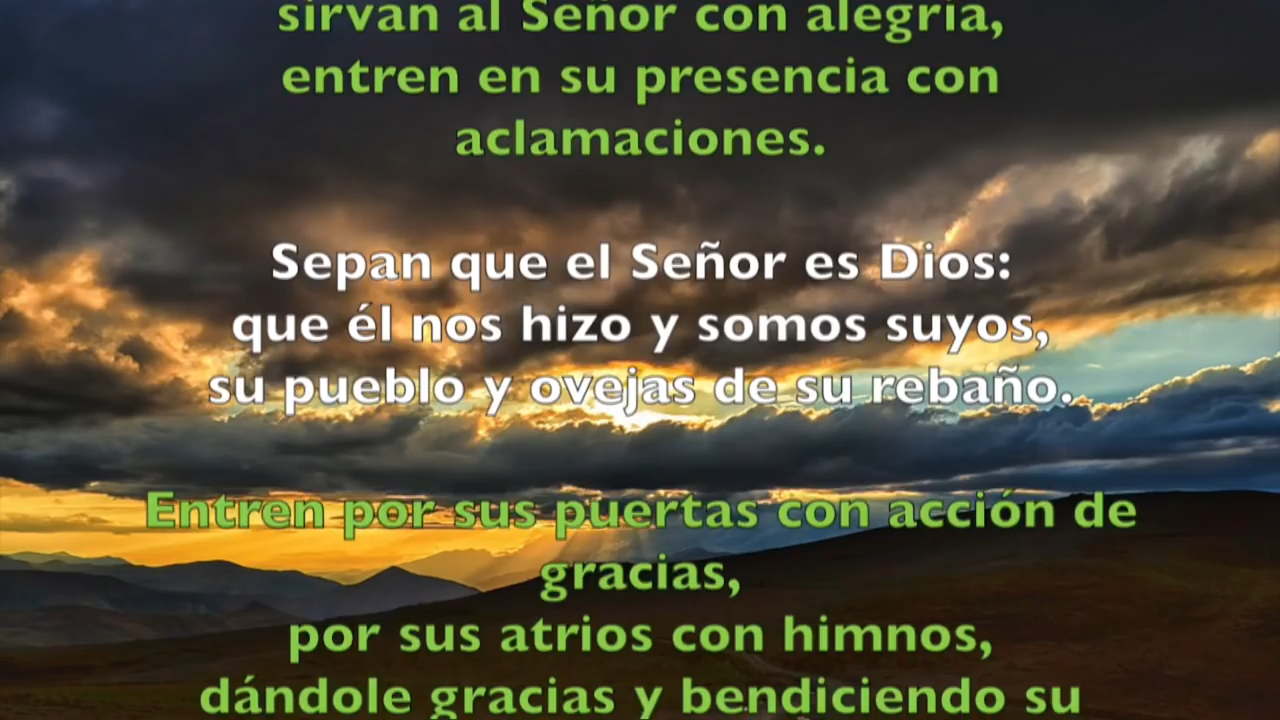 sirvan al Señor con alegría,
entren en su presencia con
aclamaciones.
Sepan que el Señor es Dios:
que él nos hizo y somos suyos,
su pueblo y ovejas de su rebaño.
Entren por sus puertas con acción de
gracias,
por sus atrios con himnos,
dándole gracias y bendiciendo su